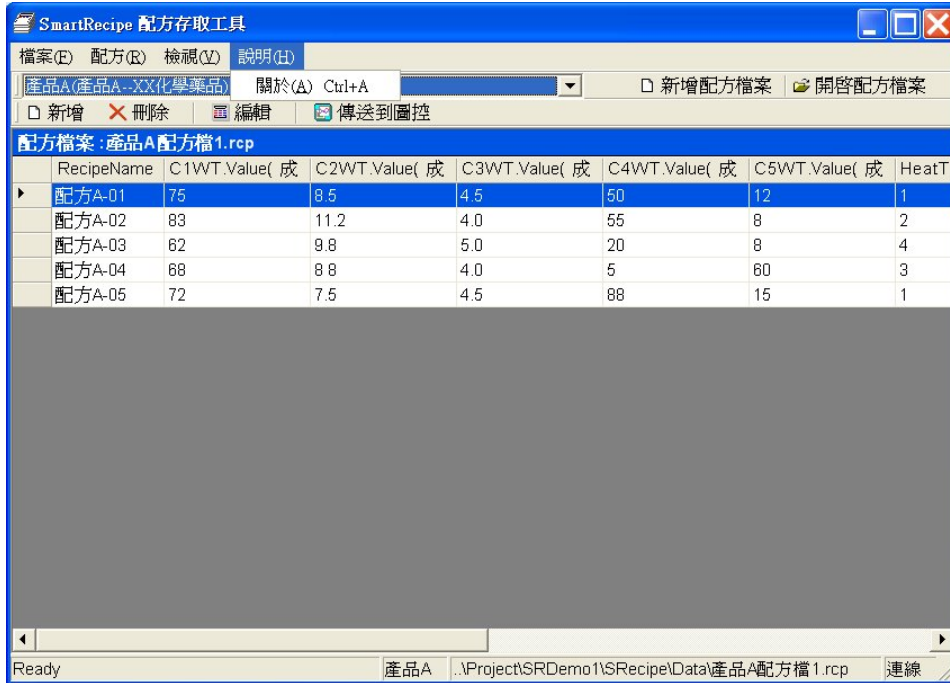 SmartRecipe 配方存取工具
檔案(F) 配方(R) 檢視(V) 說明(H)
產品A(產品A--XX化學藥品) 關於(A) Ctrl+A 新增配方檔案 開啓配方檔案
新增 刪除 編輯 傳送到圖控
配方檔案 :產品A配方檔1.rcp
RecipeName C1WT.Value( 成 C2WT.Value( 成 C3WT.Value( 成 C4WT.Value( 成 C5WT.Value( 成 HeatT
配方A-01 75 8.5 4.5 50 12 1
配方A-02 83 11.2 4.0 55 8 2
配方A-03 62 9.8 5.0 20 8 4
配方A-04 68 8 8 4.0 5 60 3
配方A-05 72 7.5 4.5 88 15 1
Ready 產品A ..\Project\SRDemo1\SRecipe\Data\產品A配方檔1.rcp 連線